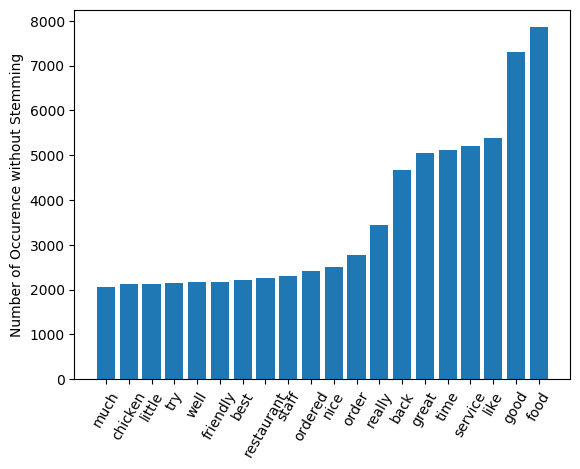 Number of Occurence without Stemming
8000
7000
6000
5000
4000
3000
2000
1000
0
much
chicken
little
try
well
friendly
best
restaurant
staff
ordered
nice
order
really
back
great
time
service
like
good
food